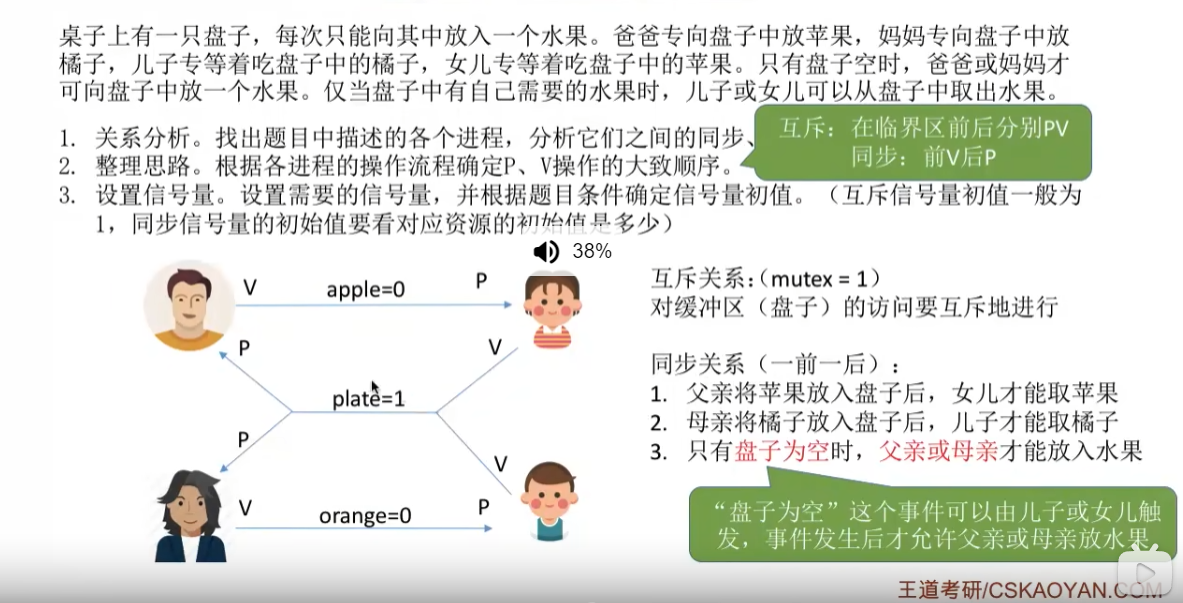 桌子上有一只盘子，每次只能向其中放入一个水果。爸爸专向盘子中放苹果，妈妈专向盘子中放
橘子，儿子专等着吃盘子中的橘子，女儿专等着吃盘子中的苹果。只有盘子空时，爸爸或妈妈才
可向盘子中放一个水果。仅当盘子中有自己需要的水果时，儿子或女儿可以从盘子中取出水果。
1. 关系分析。找出题目中描述的各个进程，分析它们之间的同步、
互斥：在临界区前后分别PV
同步：前V后P
2. 整理思路。根据各进程的操作流程确定P、V操作的大致顺序。
3. 设置信号量。设置需要的信号量，并根据题目条件确定信号量初值。（互斥信号量初值一般为
1，同步信号量的初始值要看对应资源的初始值是多少）
38%
V apple=0 P
P V
plate=1
P V
V orange=0 P
互斥关系：（mutex = 1）
对缓冲区（盘子）的访问要互斥地进行
同步关系（一前一后）：
1. 父亲将苹果放入盘子后，女儿才能取苹果
2. 母亲将橘子放入盘子后，儿子才能取橘子
3. 只有盘子为空时，父亲或母亲才能放入水果
“盘子为空”这个事件可以由儿子或女儿触
发，事件发生后才允许父亲或母亲放水果
王道考研/CSKAOYAN.COM